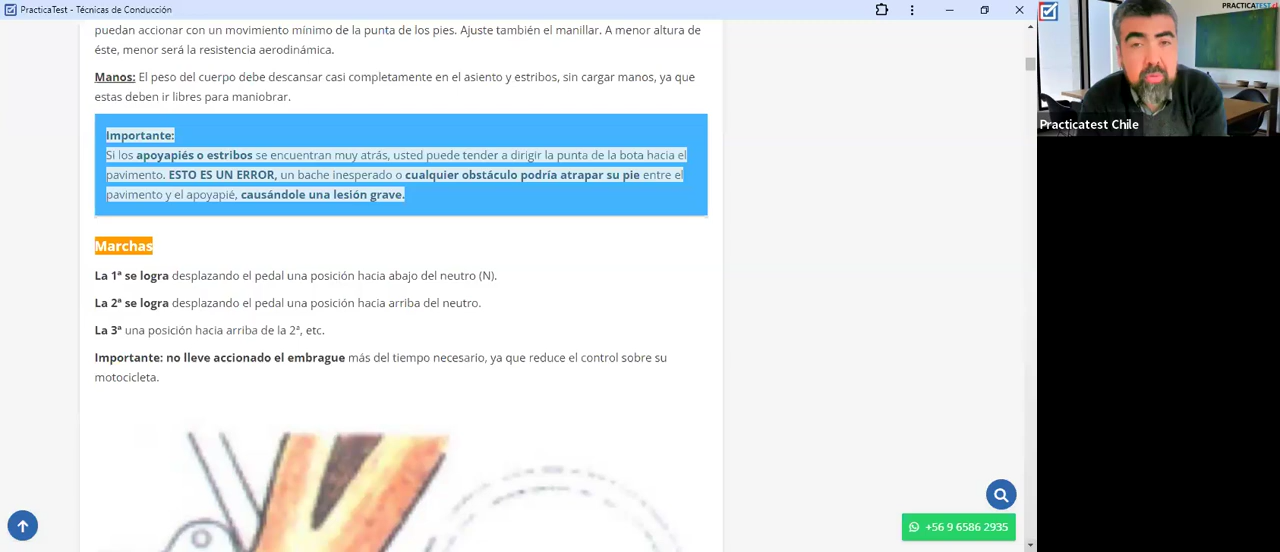 PracticaTest - Técnicas de Conducción
PRACTICATEST.cl
puedan accionar con un movimiento mínimo de la punta de los pies. Ajuste también el manillar. A menor altura de
éste, menor será la resistencia aerodinámica.
Manos: El peso del cuerpo debe descansar casi completamente en el asiento y estribos, sin cargar manos, ya que
estas deben ir libres para maniobrar.
Practicatest Chile
Importante:
Si los apoyapiés o estribos se encuentran muy atrás, usted puede tender a dirigir la punta de la bota hacia el
pavimento. ESTO ES UN ERROR, un bache inesperado o cualquier obstáculo podría atrapar su pie entre el
pavimento y el apoyapié, causándole una lesión grave.
Marchas
La 1ª se logra desplazando el pedal una posición hacia abajo del neutro (N).
La 2ª se logra desplazando el pedal una posición hacia arriba del neutro.
La 3ª una posición hacia arriba de la 2ª, etc.
Importante: no lleve accionado el embrague más del tiempo necesario, ya que reduce el control sobre su
motocicleta.
+56 9 6586 2935